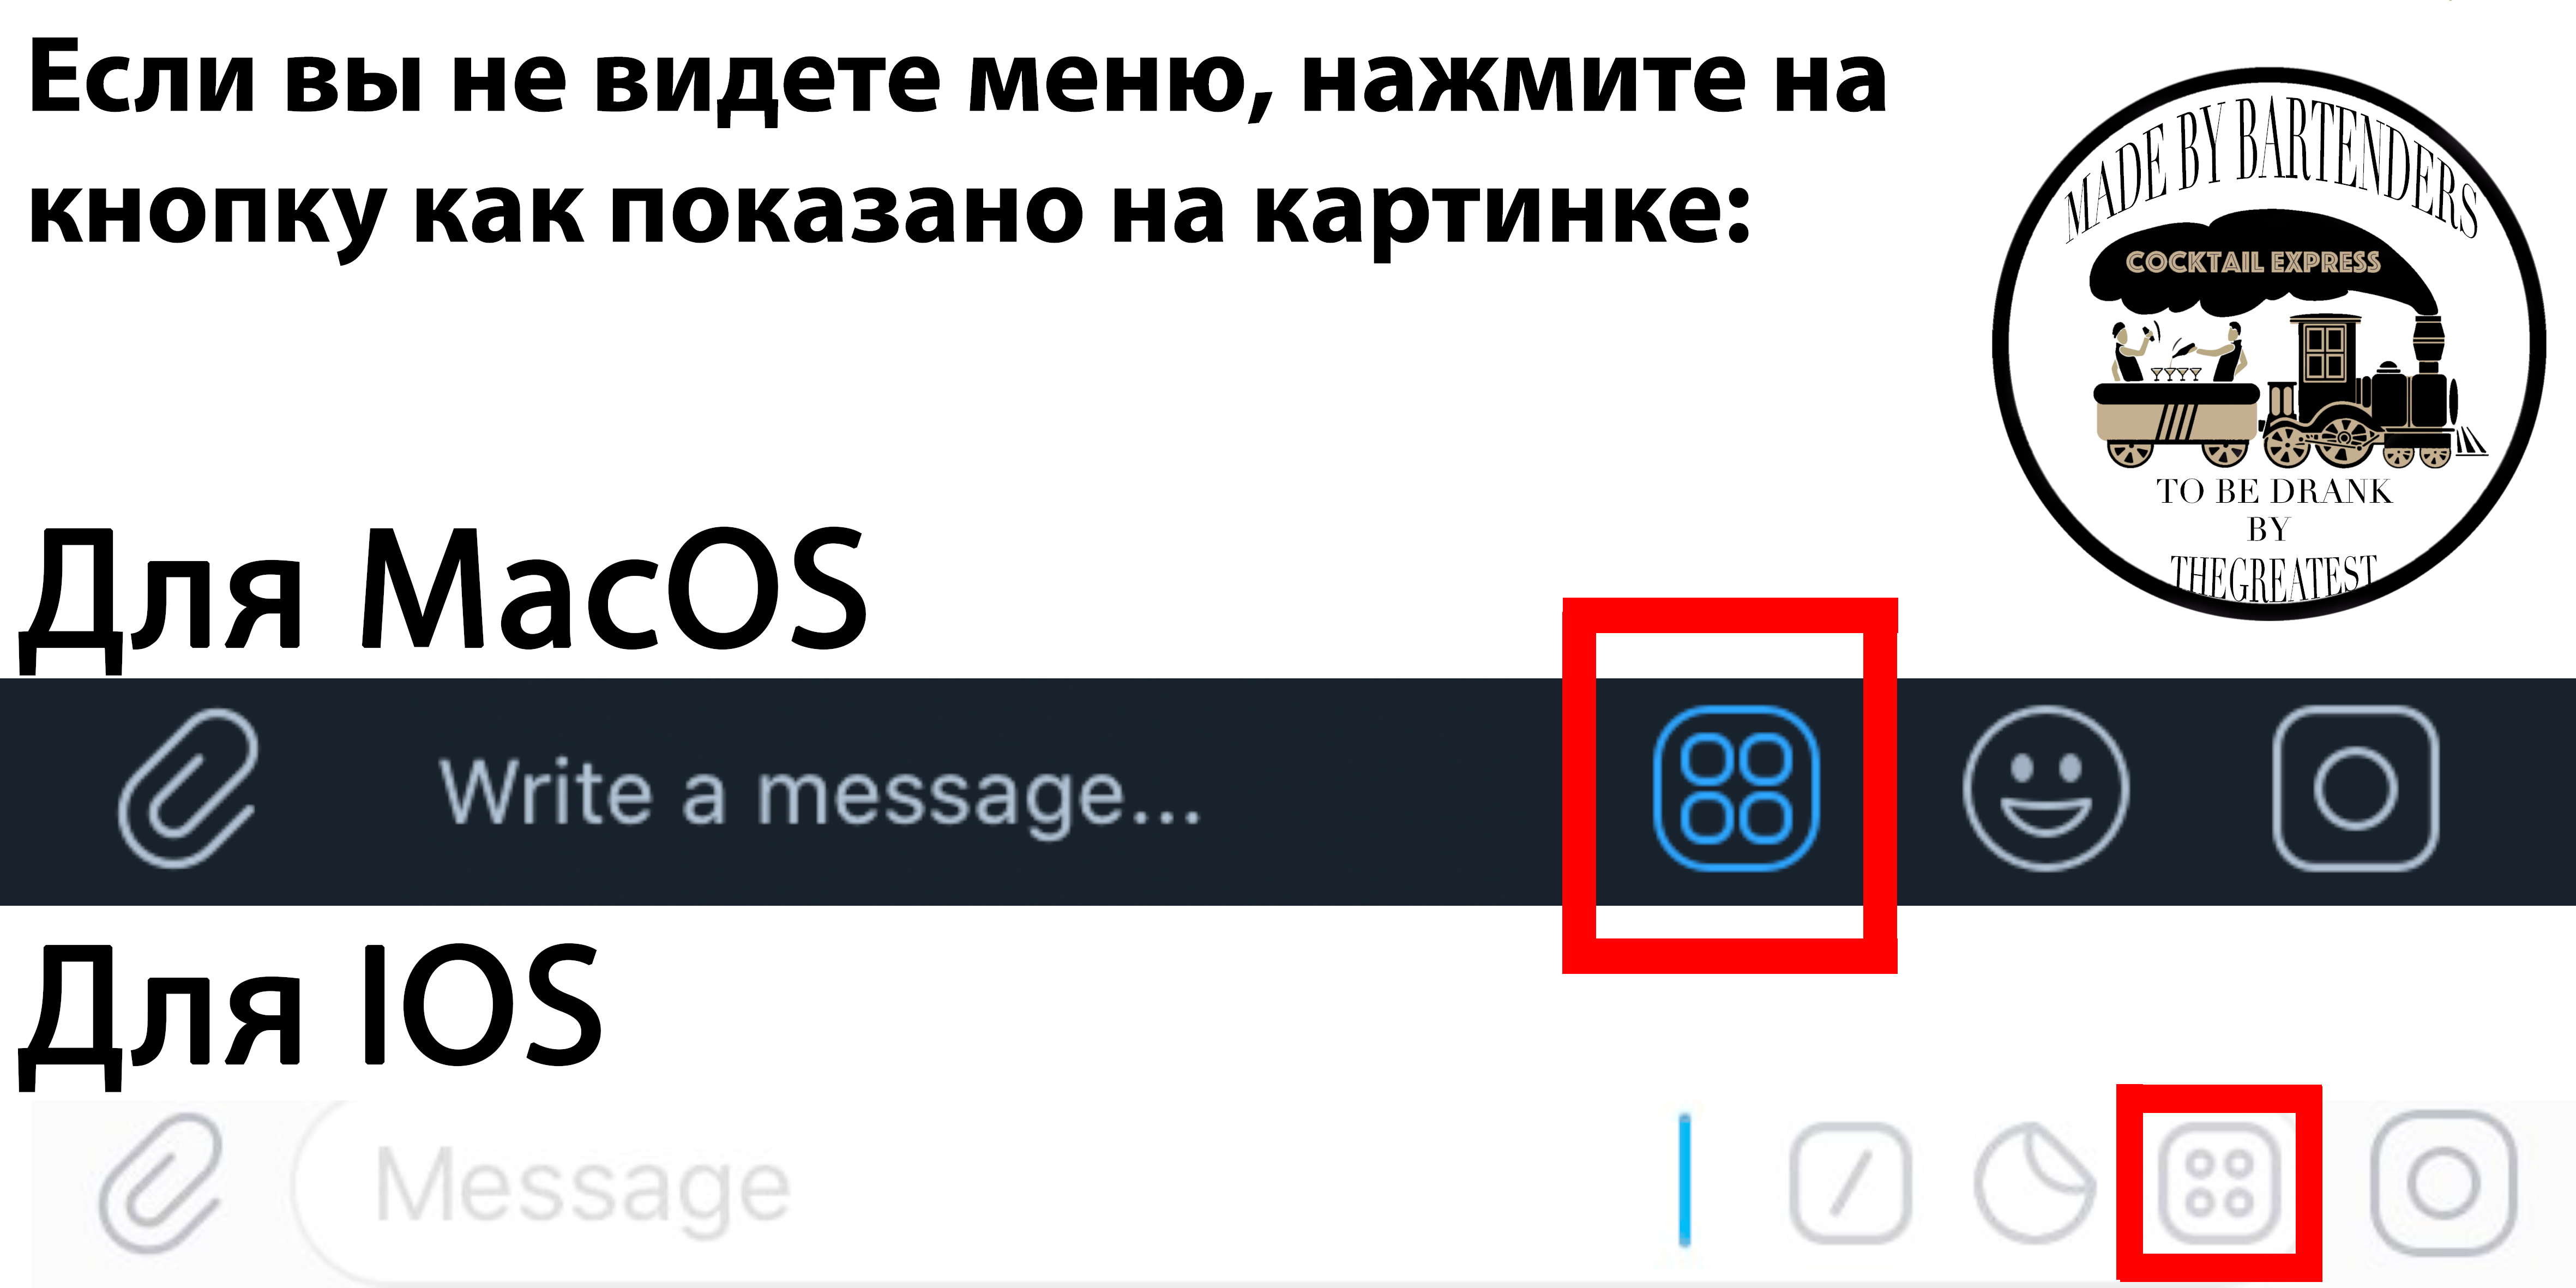 Если вы не видете меню, нажмите на
кнопку как показано на картинке:
MADE BY BARTENDERS
COCKTAIL EXPRESS
TO BE DRANK
BY
THEGREATEST
Для MacOS
Write a message...
Для IOS
Message